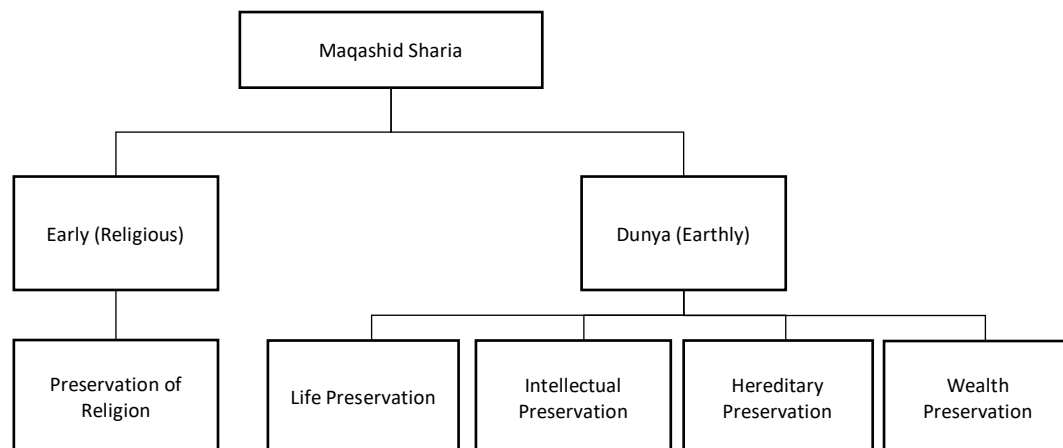 Maqashid Sharia
Early (Religious)
Dunya (Earthly)
Preservation of
Religion
Life Preservation
Intellectual
Preservation
Hereditary
Preservation
Wealth
Preservation